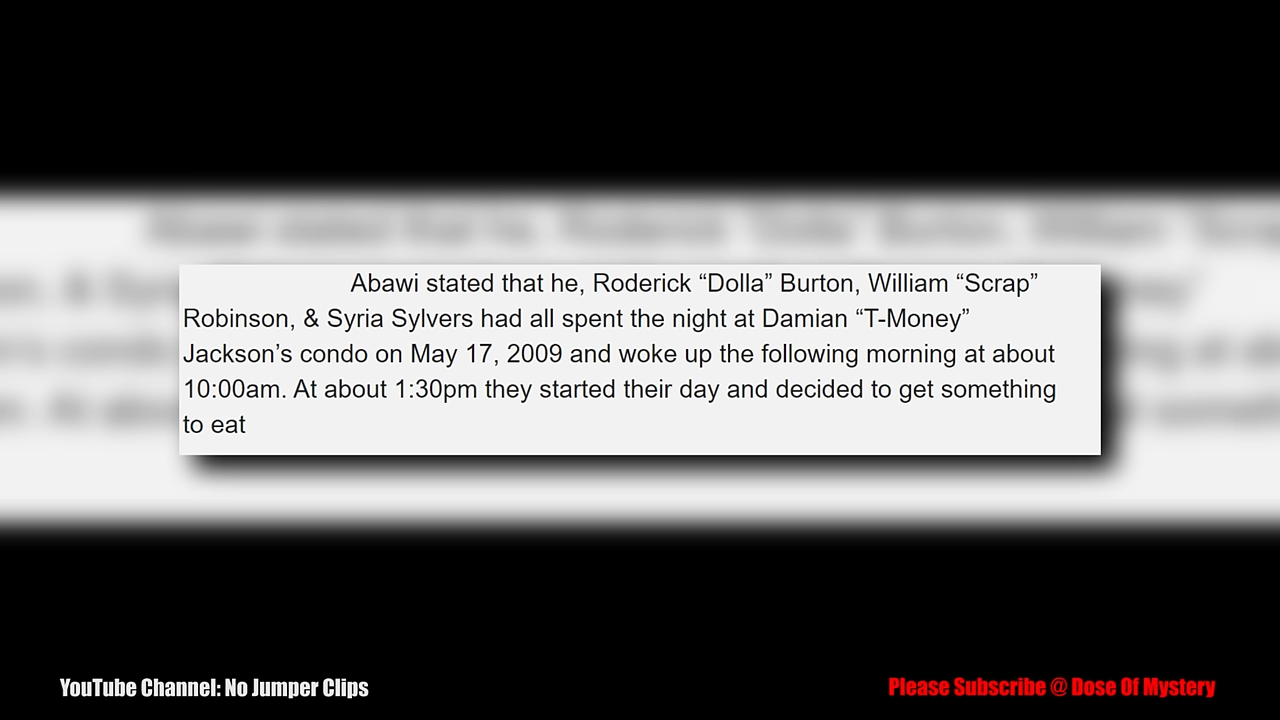 Abawi stated that he, Roderick “Dolla” Burton, William “Scrap”
Robinson, & Syria Sylvers had all spent the night at Damian “T-Money”
Jackson’s condo on May 17, 2009 and woke up the following morning at about
10:00am. At about 1:30pm they started their day and decided to get something
to eat
YouTube Channel: No Jumper Clips
Please Subscribe @ Dose Of Mystery